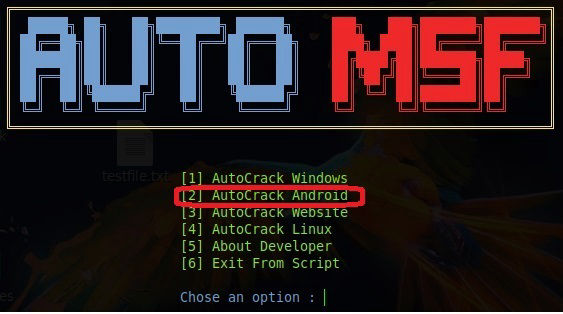 AUTO MSF
testfile.txt
[1] AutoCrack Windows
[2] AutoCrack Android
[3] AutoCrack Website
[4] AutoCrack Linux
[5] About Developer
[6] Exit From Script
es
Chose an option :